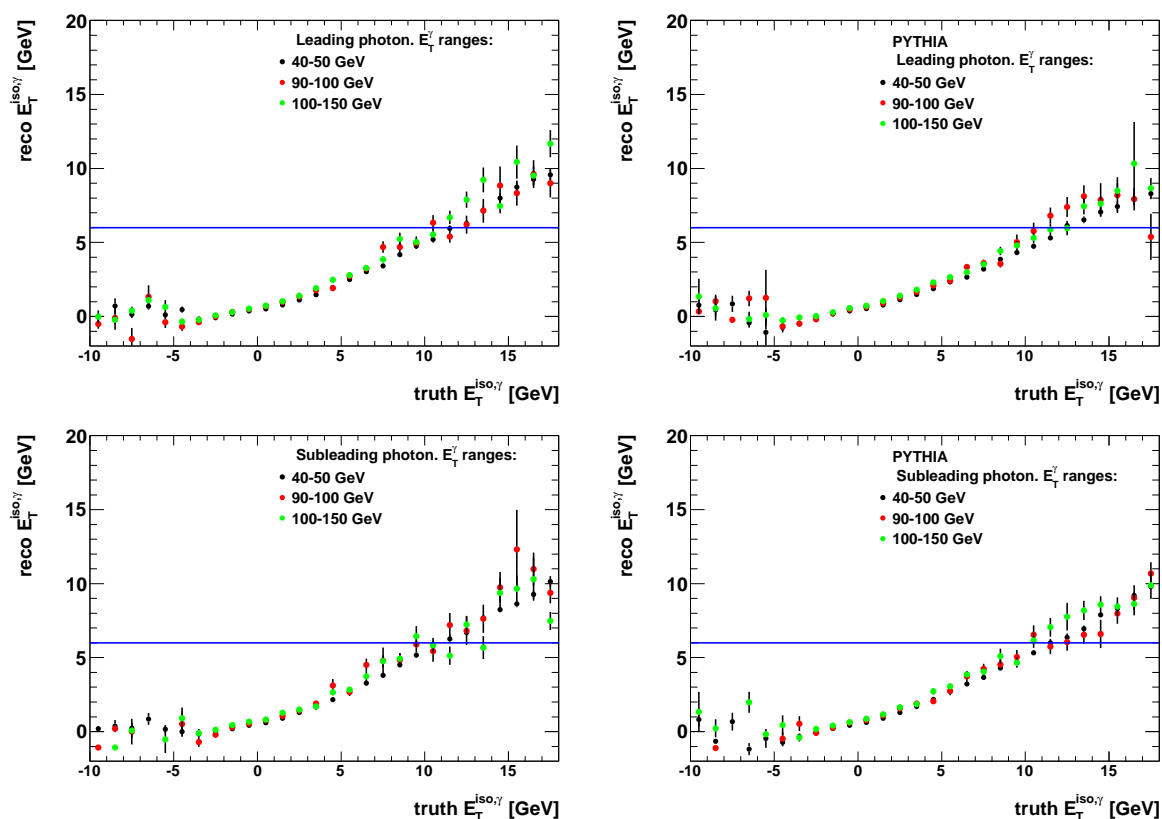 reco E_T^iso,γ [GeV]
20
15
10
5
0
Leading photon. E_T^γ ranges:
40-50 GeV
90-100 GeV
100-150 GeV
-10 -5 0 5 10 15
truth E_T^iso,γ [GeV]
reco E_T^iso,γ [GeV]
20
15
10
5
0
PYTHIA
Leading photon. E_T^γ ranges:
40-50 GeV
90-100 GeV
100-150 GeV
-10 -5 0 5 10 15
truth E_T^iso,γ [GeV]
reco E_T^iso,γ [GeV]
20
15
10
5
0
Subleading photon. E_T^γ ranges:
40-50 GeV
90-100 GeV
100-150 GeV
-10 -5 0 5 10 15
truth E_T^iso,γ [GeV]
reco E_T^iso,γ [GeV]
20
15
10
5
0
PYTHIA
Subleading photon. E_T^γ ranges:
40-50 GeV
90-100 GeV
100-150 GeV
-10 -5 0 5 10 15
truth E_T^iso,γ [GeV]